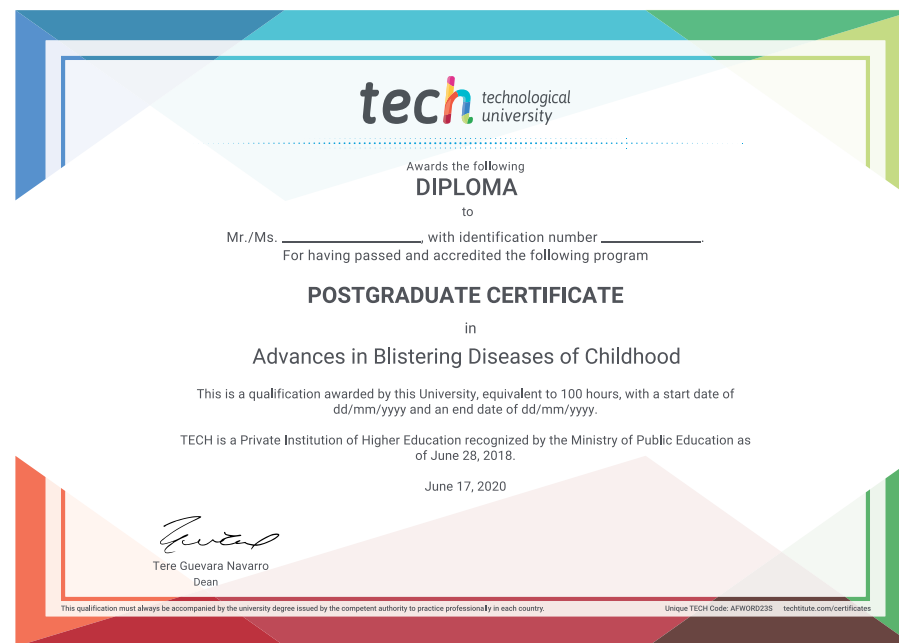 tech technological
university
Awards the following
DIPLOMA
to
Mr./Ms. ____________________, with identification number ______________.
For having passed and accredited the following program
POSTGRADUATE CERTIFICATE
in
Advances in Blistering Diseases of Childhood
This is a qualification awarded by this University, equivalent to 100 hours, with a start date of
dd/mm/yyyy and an end date of dd/mm/yyyy.
TECH is a Private Institution of Higher Education recognized by the Ministry of Public Education as
of June 28, 2018.
June 17, 2020
Tere Guevara Navarro
Dean
This qualification must always be accompanied by the university degree issued by the competent authority to practice professionally in each country.
Unique TECH Code: AFWORD23S techtitute.com/certificates